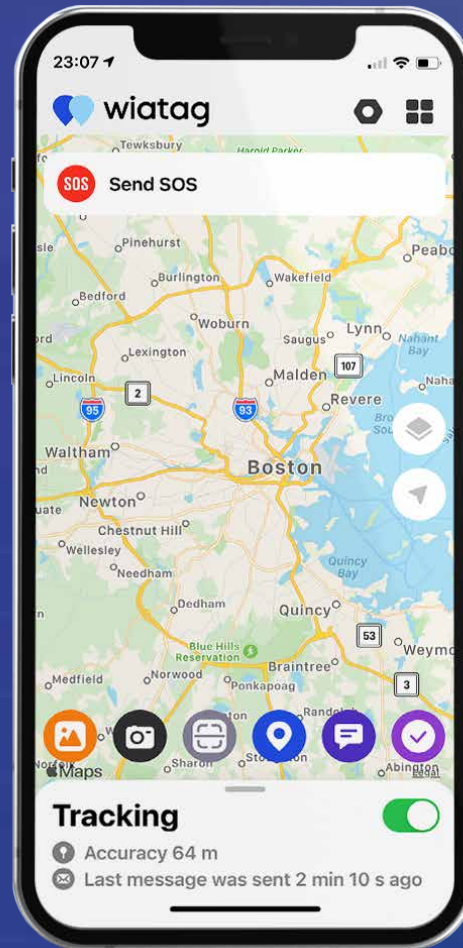 23:07
wiatag
Tewksbury
Harold Parker
SOS Send SOS
Pinehurst
Peabo
Burlington
Wakefield
Bedford
Woburn
Saugus
Lynn
Nahant
Bay
Lexington
107
Malden
Lincoln
2
Naha
95
93
Revere
Waltham
Boston
Newton
Chestnut Hill
Wellesley
Quincy
Bay
Needham
Dedham
Quincy
53
Blue Hills
Reservation
Weymo
Braintree
Medfield
Norwood
3
Ponkapoag
Sharon
Abington
Maps
Legal
Tracking
Accuracy 64 m
Last message was sent 2 min 10 s ago